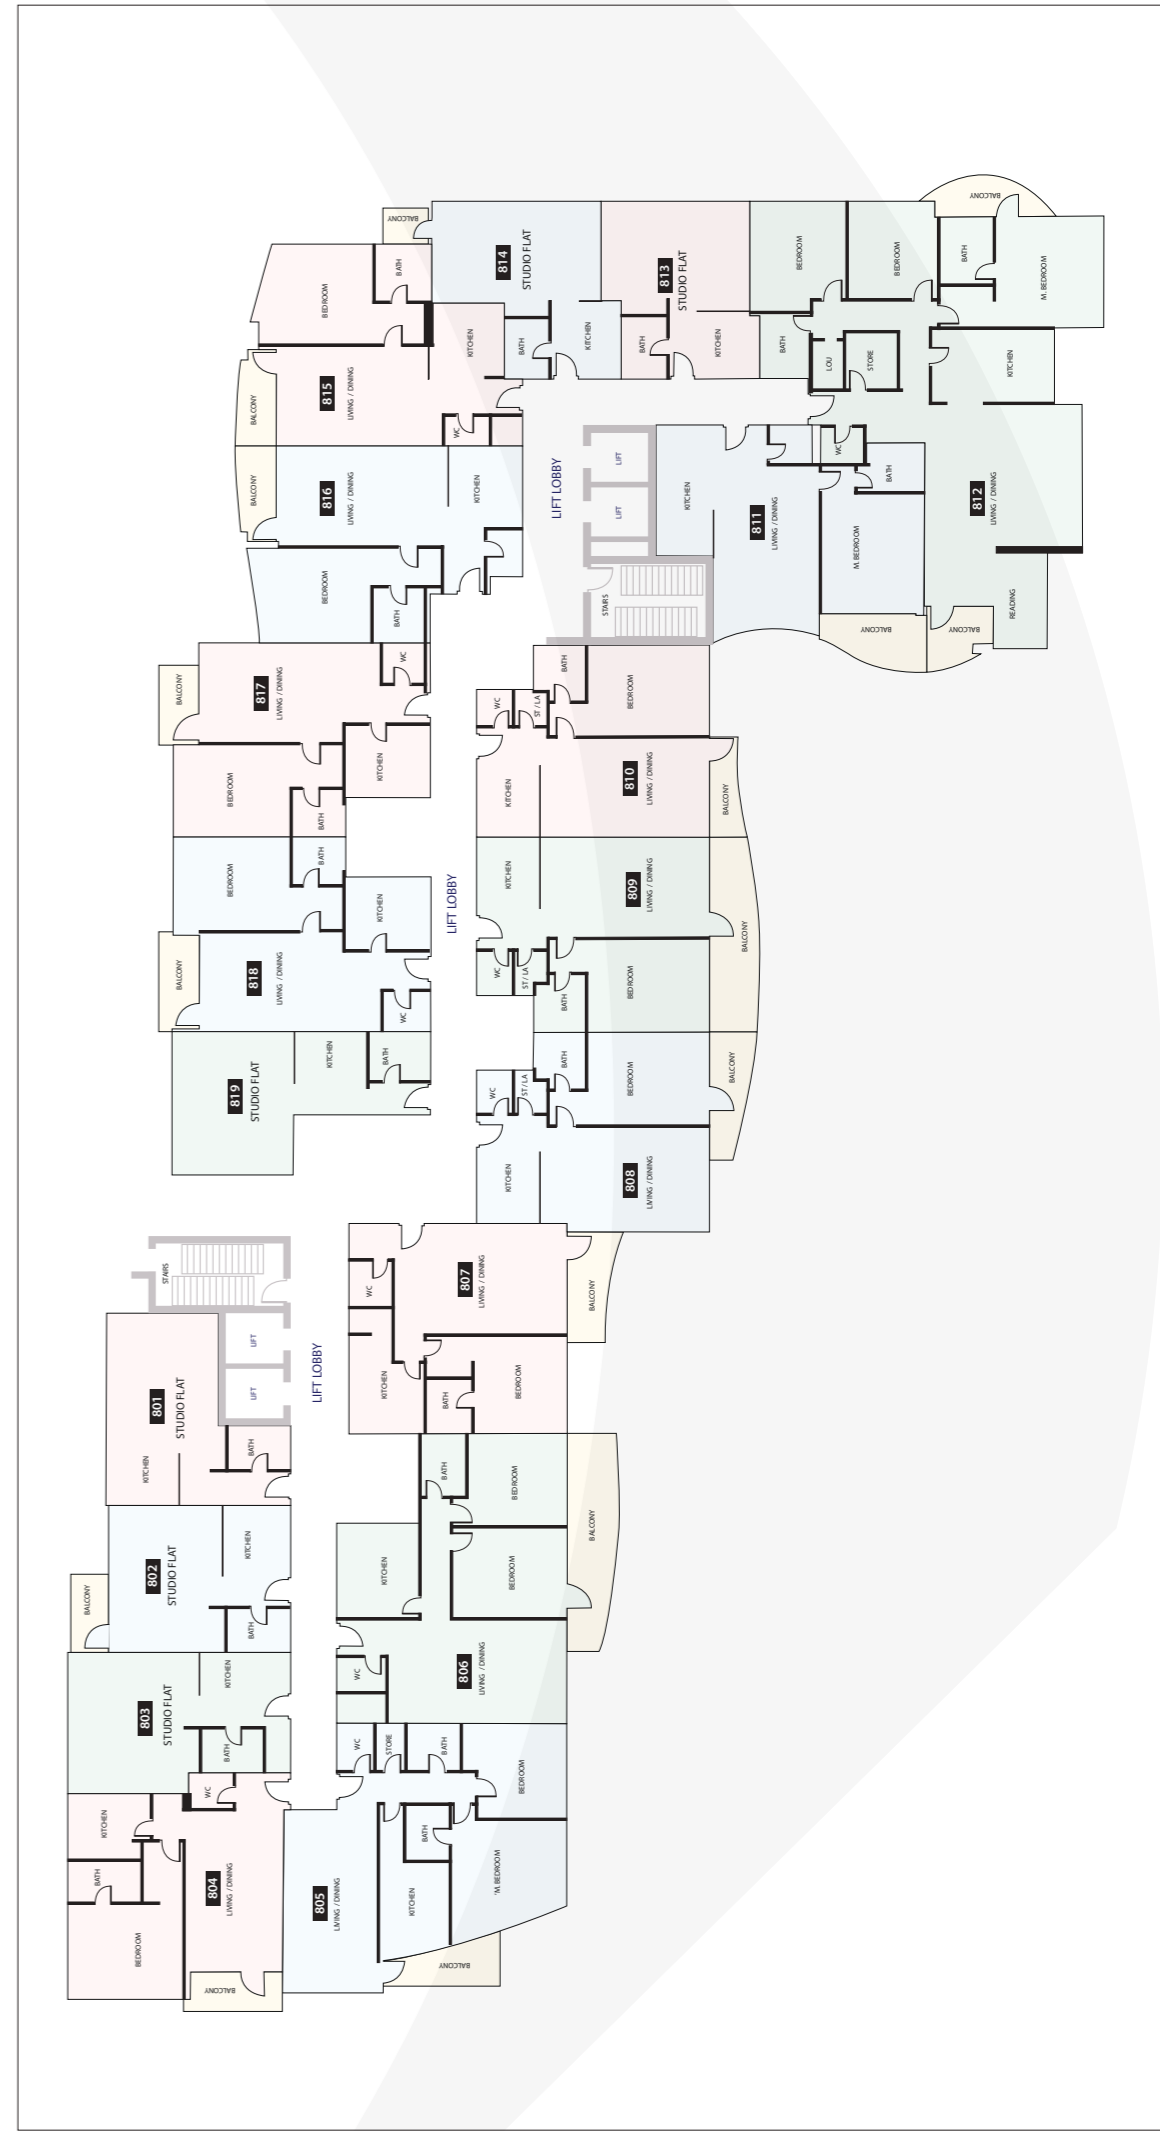 BALCONY
814
STUDIO FLAT
KITCHEN
BATH
813
STUDIO FLAT
BATH
KITCHEN
BEDROOM
BEDROOM
BATH
LOU
STORE
BALCONY
BATH
M. BEDROOM
KITCHEN
812
LIVING / DINING
WC
READING
BALCONY
BEDROOM
BATH
KITCHEN
815
LIVING / DINING
BALCONY
WC
BALCONY
816
LIVING / DINING
KITCHEN
BEDROOM
BATH
LIFT LOBBY
LIFT
LIFT
STAIRS
KITCHEN
811
LIVING / DINING
BATH
M. BEDROOM
BALCONY
WC
817
LIVING / DINING
BALCONY
BEDROOM
BATH
KITCHEN
BATH
BEDROOM
WC
ST / LA
KITCHEN
810
LIVING / DINING
BALCONY
BEDROOM
BATH
KITCHEN
818
LIVING / DINING
BALCONY
WC
LIFT LOBBY
KITCHEN
809
LIVING / DINING
BALCONY
WC
ST / LA
BATH
BEDROOM
819
STUDIO FLAT
KITCHEN
BATH
WC
ST / LA
BATH
BEDROOM
BALCONY
KITCHEN
808
LIVING / DINING
STAIRS
LIFT
LIFT
LIFT LOBBY
807
LIVING / DINING
WC
BALCONY
KITCHEN
BATH
BEDROOM
801
STUDIO FLAT
KITCHEN
BATH
BATH
BEDROOM
BALCONY
KITCHEN
BEDROOM
806
LIVING / DINING
WC
802
STUDIO FLAT
KITCHEN
BATH
BALCONY
803
STUDIO FLAT
KITCHEN
BATH
WC
STORE
BATH
BEDROOM
805
LIVING / DINING
BATH
KITCHEN
'M. BEDROOM
BALCONY
WC
KITCHEN
BATH
804
LIVING / DINING
BEDROOM
BALCONY